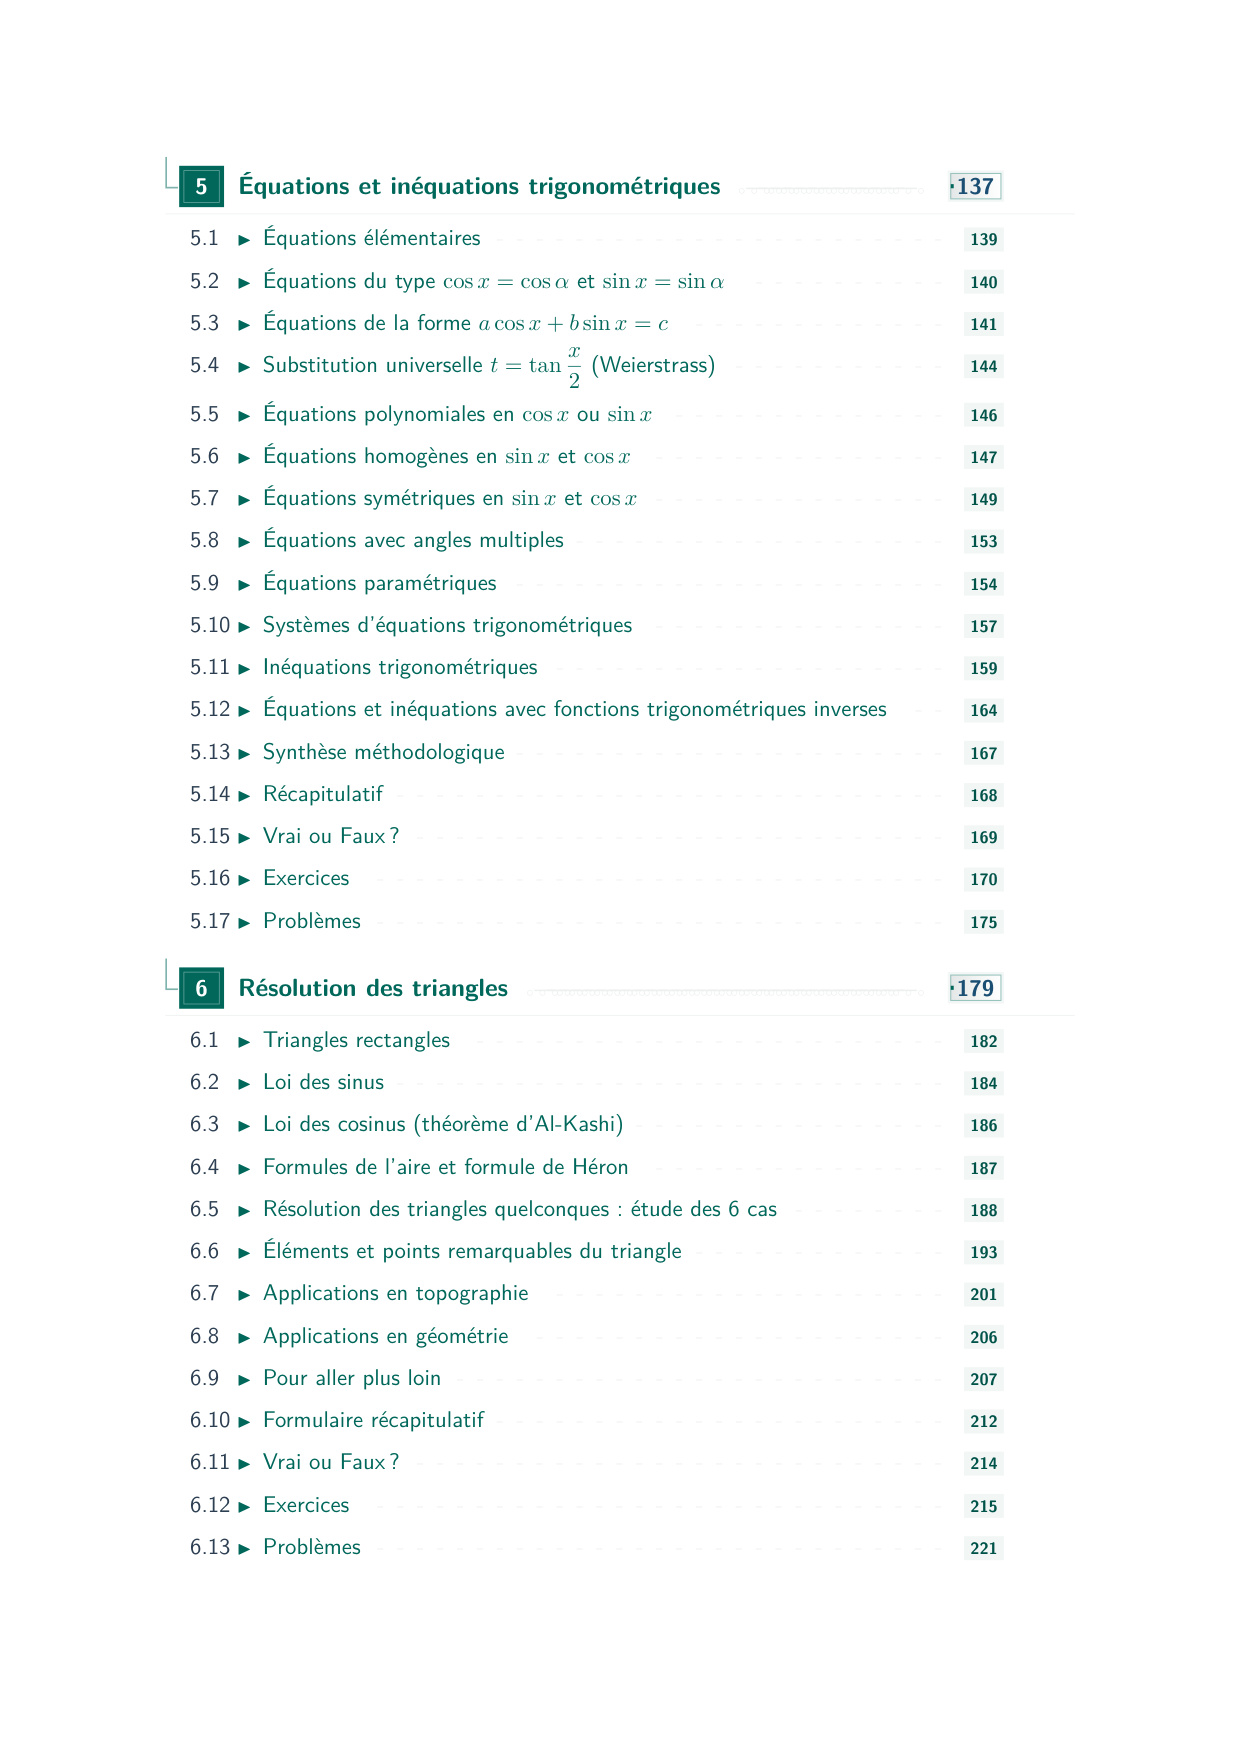 5 Équations et inéquations trigonométriques 137
5.1 ▶ Équations élémentaires 139
5.2 ▶ Équations du type cos x = cos α et sin x = sin α 140
5.3 ▶ Équations de la forme a cos x + b sin x = c 141
5.4 ▶ Substitution universelle t = tan x/2 (Weierstrass) 144
5.5 ▶ Équations polynomiales en cos x ou sin x 146
5.6 ▶ Équations homogènes en sin x et cos x 147
5.7 ▶ Équations symétriques en sin x et cos x 149
5.8 ▶ Équations avec angles multiples 153
5.9 ▶ Équations paramétriques 154
5.10 ▶ Systèmes d'équations trigonométriques 157
5.11 ▶ Inéquations trigonométriques 159
5.12 ▶ Équations et inéquations avec fonctions trigonométriques inverses 164
5.13 ▶ Synthèse méthodologique 167
5.14 ▶ Récapitulatif 168
5.15 ▶ Vrai ou Faux ? 169
5.16 ▶ Exercices 170
5.17 ▶ Problèmes 175
6 Résolution des triangles 179
6.1 ▶ Triangles rectangles 182
6.2 ▶ Loi des sinus 184
6.3 ▶ Loi des cosinus (théorème d'Al-Kashi) 186
6.4 ▶ Formules de l'aire et formule de Héron 187
6.5 ▶ Résolution des triangles quelconques : étude des 6 cas 188
6.6 ▶ Éléments et points remarquables du triangle 193
6.7 ▶ Applications en topographie 201
6.8 ▶ Applications en géométrie 206
6.9 ▶ Pour aller plus loin 207
6.10 ▶ Formulaire récapitulatif 212
6.11 ▶ Vrai ou Faux ? 214
6.12 ▶ Exercices 215
6.13 ▶ Problèmes 221